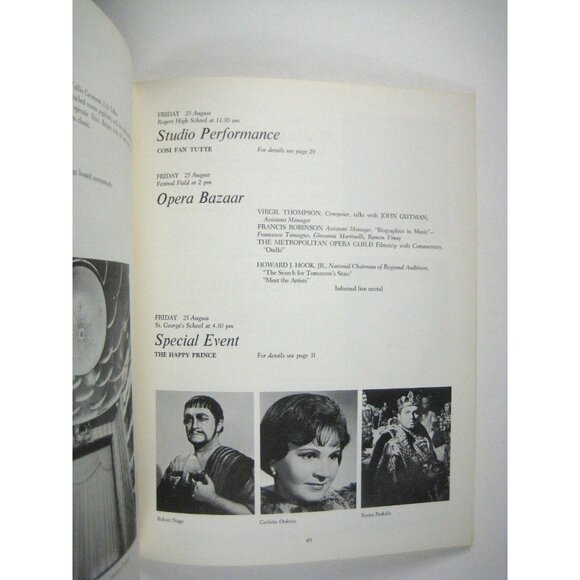 classic.
FRIDAY 25 August
Rogers High School at 11.30 am
Studio Performance
COSI FAN TUTTE For details see page 29
FRIDAY 25 August
Festival Field at 2 pm
Opera Bazaar
VIRGIL THOMPSON, Composer, talks with JOHN GUTMAN,
Assistant Manager
FRANCIS ROBINSON, Assistant Manager, "Biographies in Music"—
Francesco Tamagno, Giovanni Martinelli, Ramon Vinay
THE METROPOLITAN OPERA GUILD Filmstrip with Commentary,
"Otello"
HOWARD J. HOOK, JR., National Chairman of Regional Auditions,
"The Search for Tomorrow's Stars"
"Meet the Artists"
Informal live recital
FRIDAY 25 August
St. George's School at 4.30 pm
Special Event
THE HAPPY PRINCE For details see page 31
Robert Nagy
Carlotta Ordassy
Kostas Paskalis
49